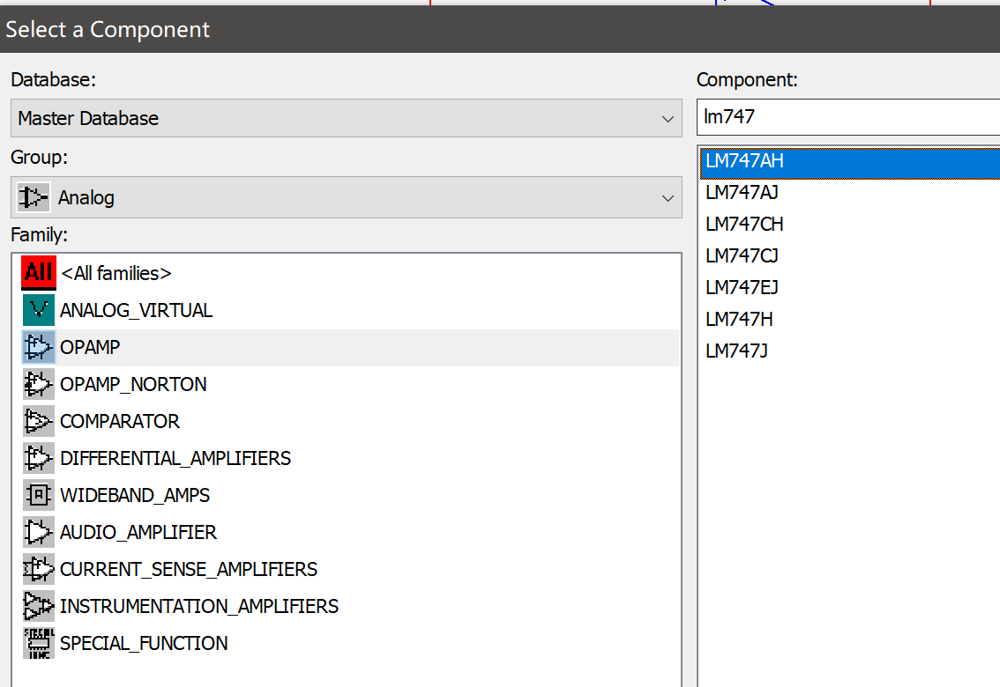 Select a Component
Database:
Master Database
Group:
Analog
Family:
All <All families>
ANALOG_VIRTUAL
OPAMP
OPAMP_NORTON
COMPARATOR
DIFFERENTIAL_AMPLIFIERS
WIDEBAND_AMPS
AUDIO_AMPLIFIER
CURRENT_SENSE_AMPLIFIERS
INSTRUMENTATION_AMPLIFIERS
SPECIAL_FUNCTION
Component:
lm747
LM747AH
LM747AJ
LM747CH
LM747CJ
LM747EJ
LM747H
LM747J